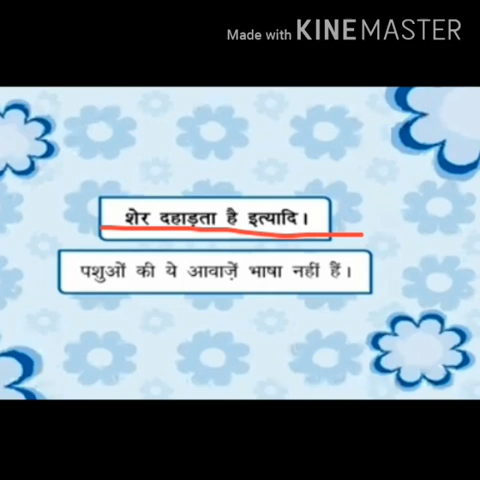 Made with KINEMASTER
शेर दहाड़ता है इत्यादि।
पशुओं की ये आवाज़ें भाषा नहीं हैं।